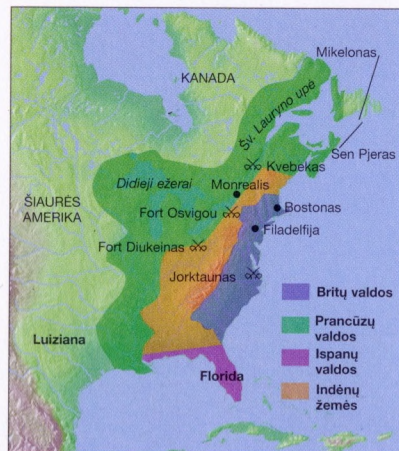 Mikelonas
KANADA
Šv. Lauryno upė
Sen Pjeras
Kvebekas
Didieji ežerai
Monrealis
ŠIAURĖS
AMERIKA
Fort Osvigou
Bostonas
Filadelfija
Fort Diukeinas
Jorktaunas
Britų valdos
Prancūzų
valdos
Luiziana
Ispanų
valdos
Florida
Indėnų
žemės